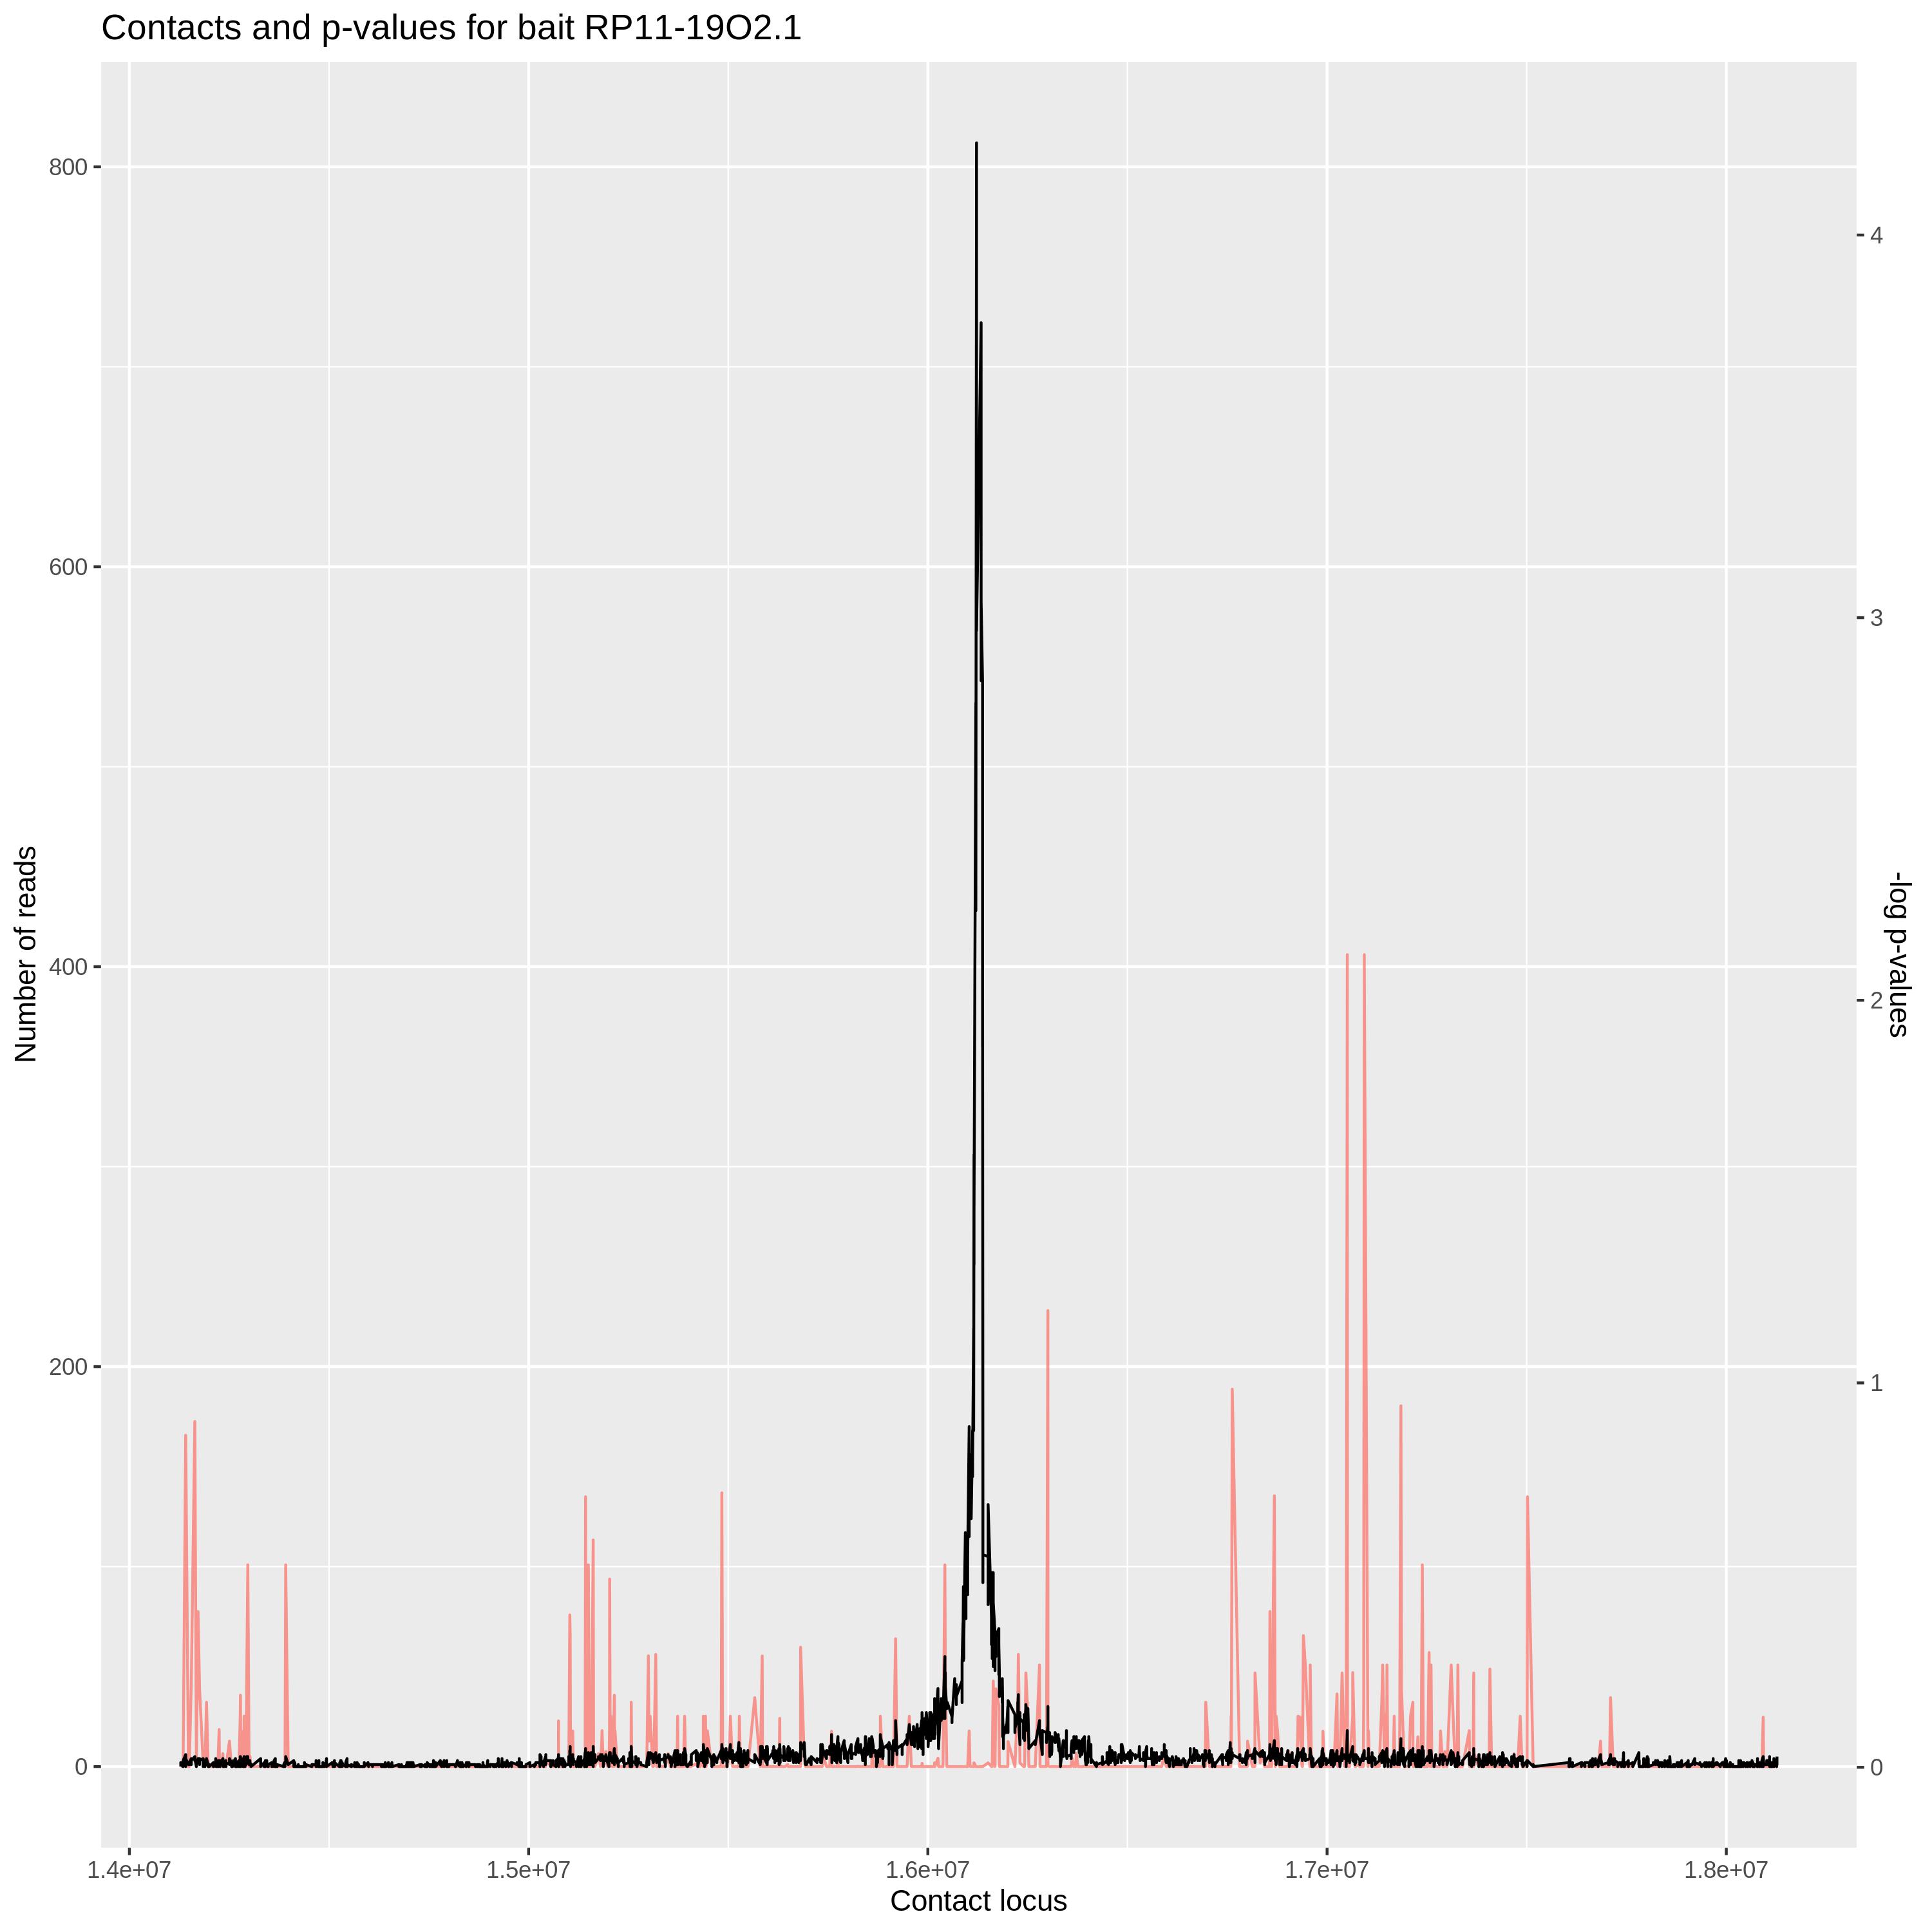 Contacts and p-values for bait RP11-19O2.1
800
600
400
200
0
Number of reads
4
3
2
1
0
-log p-values
1.4e+07
1.5e+07
1.6e+07
1.7e+07
1.8e+07
Contact locus